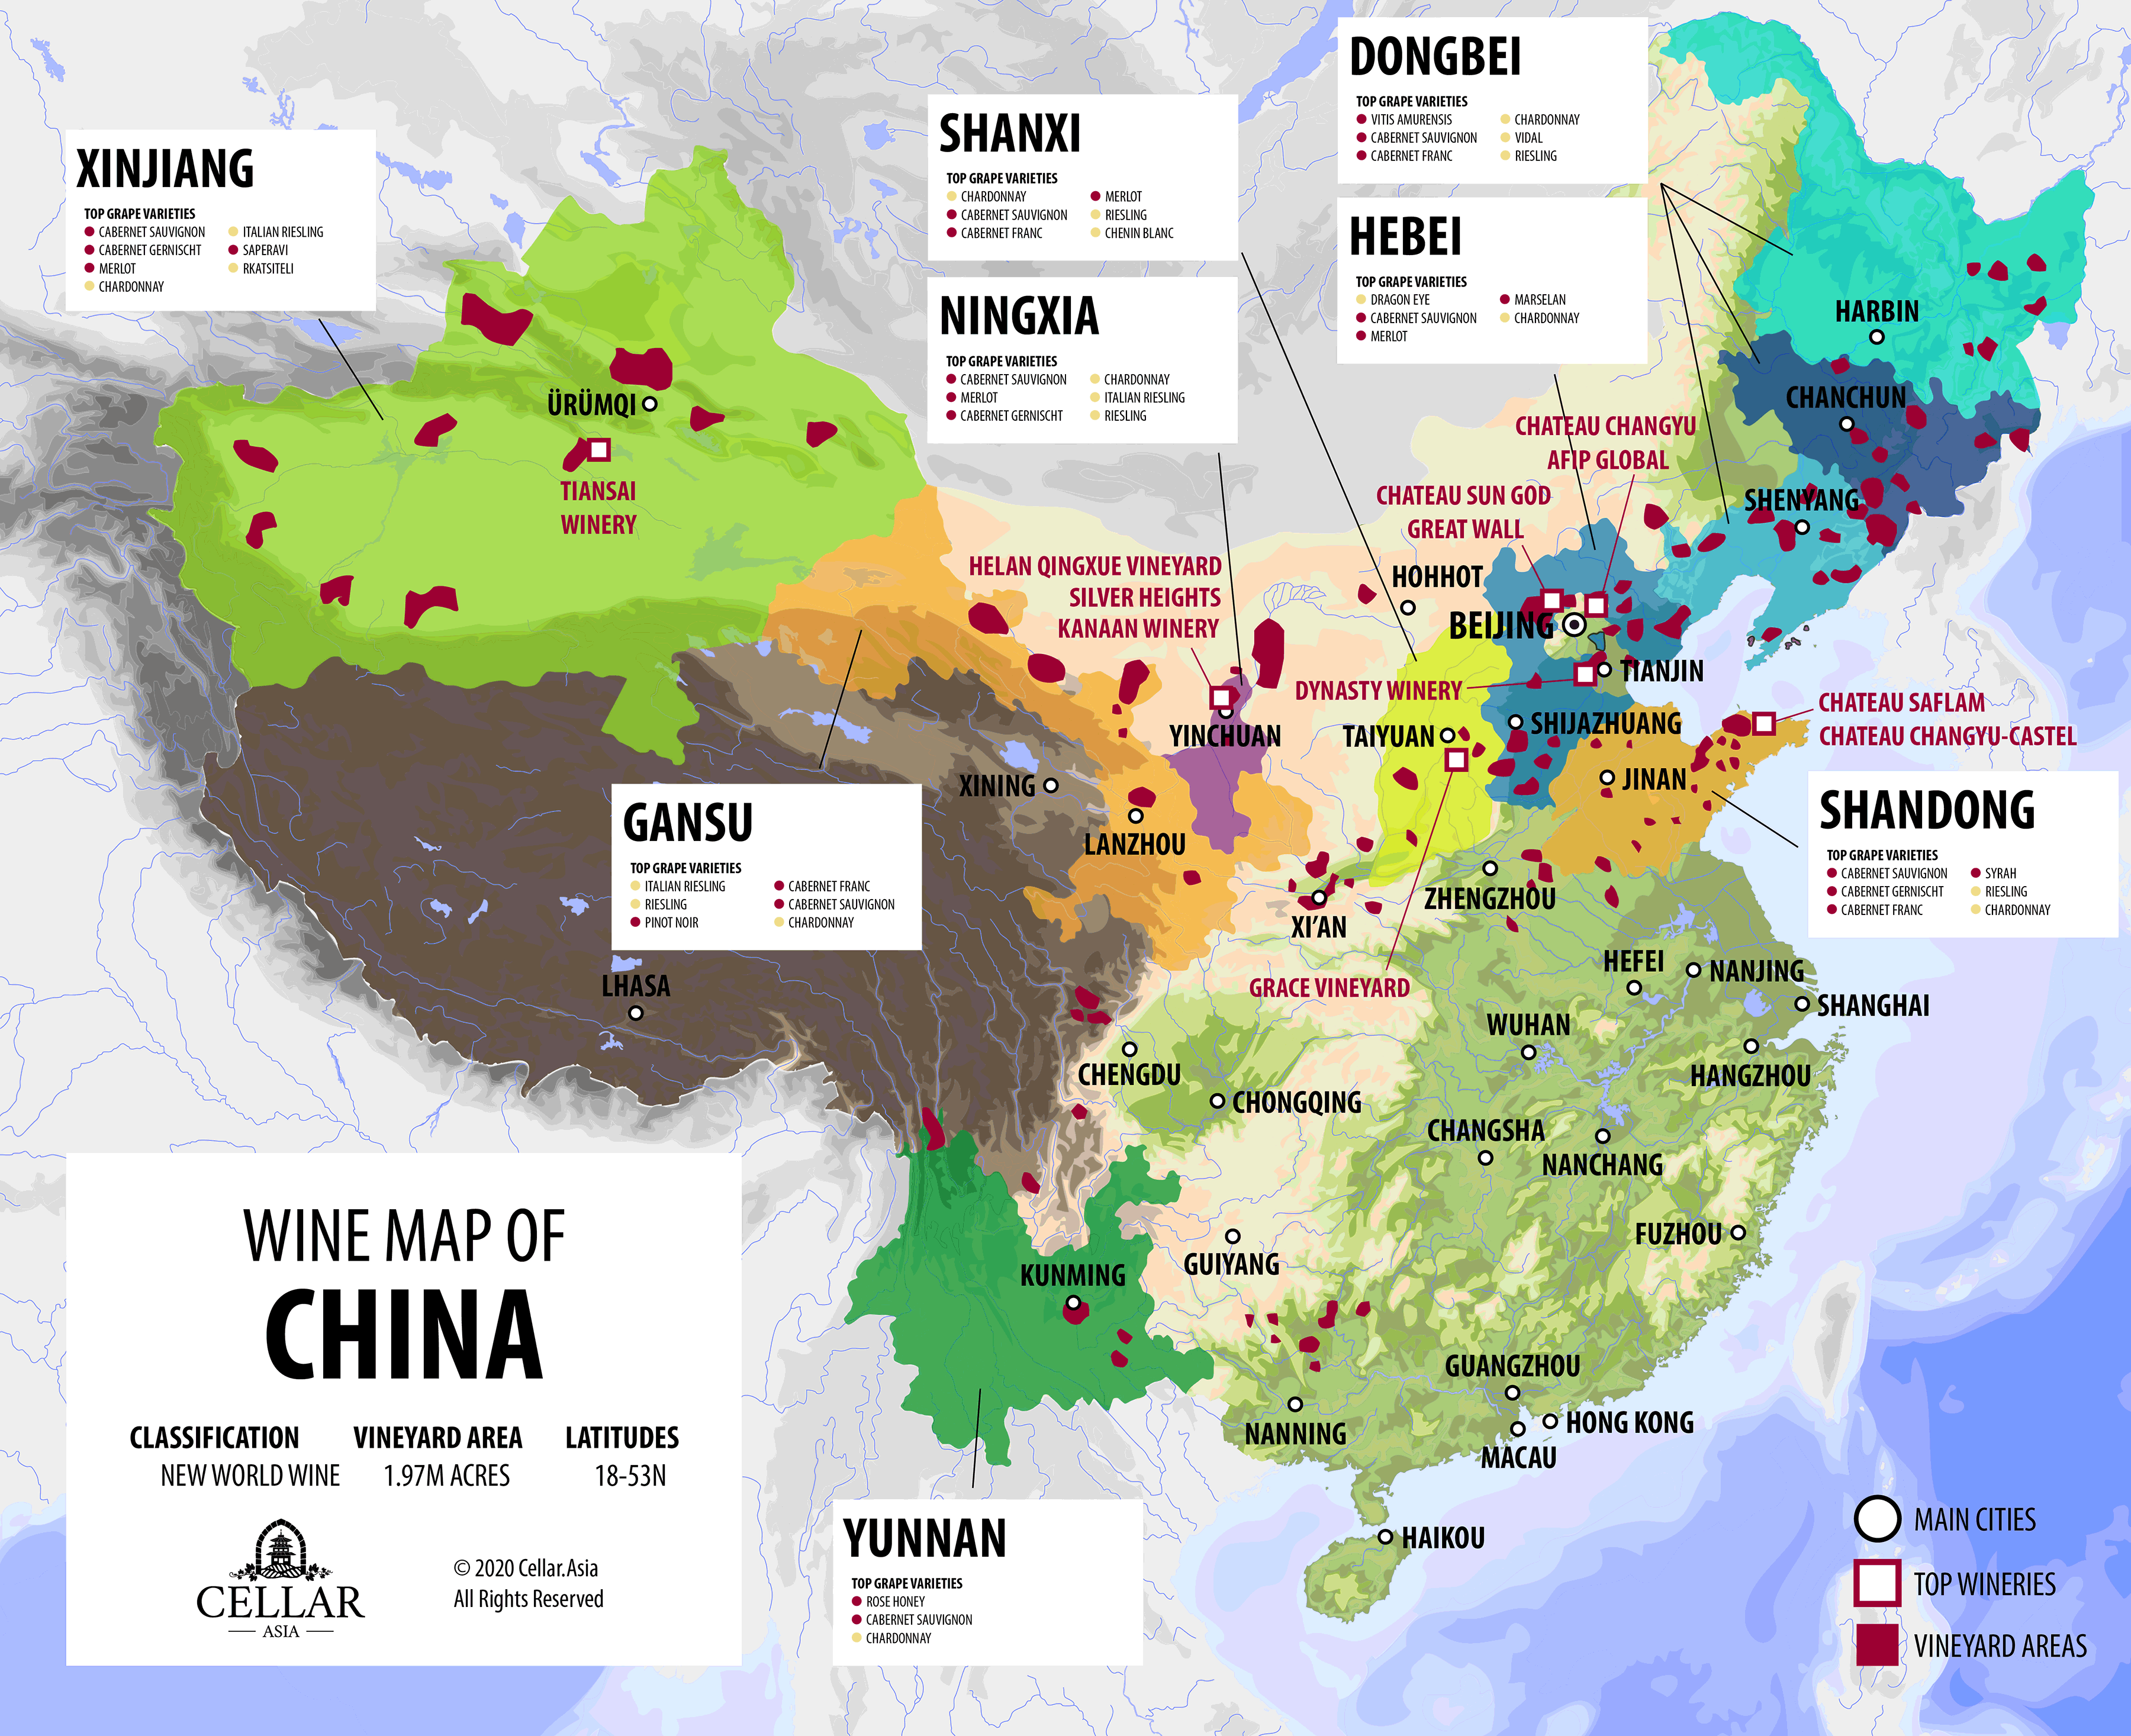 XINJIANG
TOP GRAPE VARIETIES
CABERNET SAUVIGNON
CABERNET GERNISCHT
MERLOT
CHARDONNAY
ITALIAN RIESLING
SAPERAVI
RKATSITELI
SHANXI
TOP GRAPE VARIETIES
CHARDONNAY
CABERNET SAUVIGNON
CABERNET FRANC
MERLOT
RIESLING
CHENIN BLANC
NINGXIA
TOP GRAPE VARIETIES
CABERNET SAUVIGNON
MERLOT
CABERNET GERNISCHT
CHARDONNAY
ITALIAN RIESLING
RIESLING
DONGBEI
TOP GRAPE VARIETIES
VITIS AMURENSIS
CABERNET SAUVIGNON
CABERNET FRANC
CHARDONNAY
VIDAL
RIESLING
HEBEI
TOP GRAPE VARIETIES
DRAGON EYE
CABERNET SAUVIGNON
MERLOT
MARSELAN
CHARDONNAY
HARBIN
CHANCHUN
SHENYANG
ÜRÜMQI
TIANSAI
WINERY
CHATEAU CHANGYU
AFIP GLOBAL
CHATEAU SUN GOD
GREAT WALL
HELAN QINGXUE VINEYARD
SILVER HEIGHTS
KANAAN WINERY
HOHHOT
BEIJING
TIANJIN
DYNASTY WINERY
YINCHUAN
TAIYUAN
SHIJAZHUANG
CHATEAU SAFLAM
CHATEAU CHANGYU-CASTEL
XINING
JINAN
LANZHOU
GANSU
TOP GRAPE VARIETIES
ITALIAN RIESLING
RIESLING
PINOT NOIR
CABERNET FRANC
CABERNET SAUVIGNON
CHARDONNAY
SHANDONG
TOP GRAPE VARIETIES
CABERNET SAUVIGNON
CABERNET GERNISCHT
CABERNET FRANC
SYRAH
RIESLING
CHARDONNAY
ZHENGZHOU
XI'AN
GRACE VINEYARD
LHASA
HEFEI
NANJING
SHANGHAI
WUHAN
HANGZHOU
CHENGDU
CHONGQING
CHANGSHA
NANCHANG
FUZHOU
GUIYANG
KUNMING
GUANGZHOU
NANNING
HONG KONG
MACAU
HAIKOU
WINE MAP OF
CHINA
CLASSIFICATION
NEW WORLD WINE
VINEYARD AREA
1.97M ACRES
LATITUDES
18-53N
CELLAR
ASIA
© 2020 Cellar.Asia
All Rights Reserved
YUNNAN
TOP GRAPE VARIETIES
ROSE HONEY
CABERNET SAUVIGNON
CHARDONNAY
MAIN CITIES
TOP WINERIES
VINEYARD AREAS